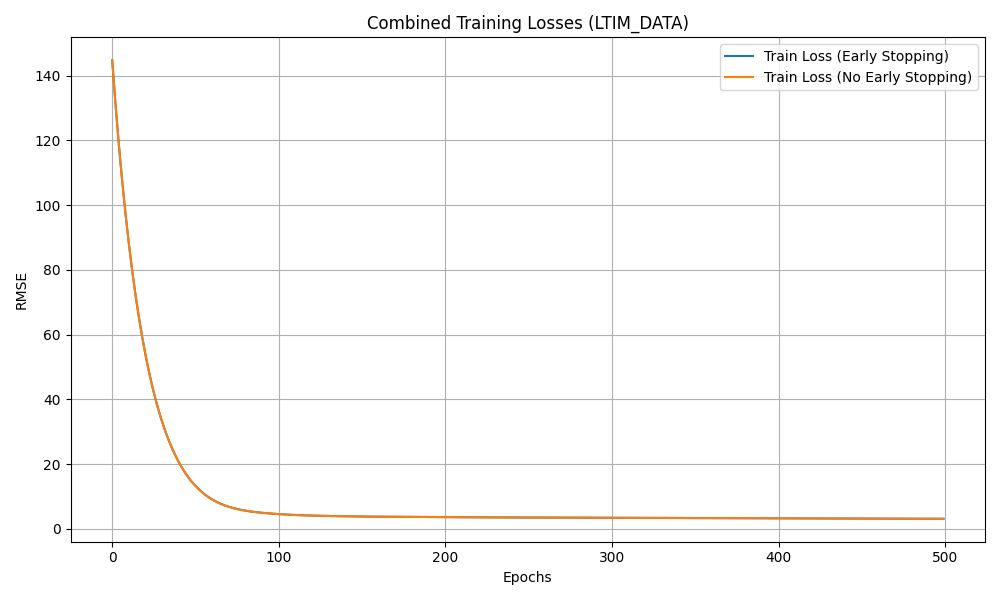 Combined Training Losses (LTIM_DATA)
Train Loss (Early Stopping)
Train Loss (No Early Stopping)
RMSE
140
120
100
80
60
40
20
0
0 100 200 300 400 500
Epochs